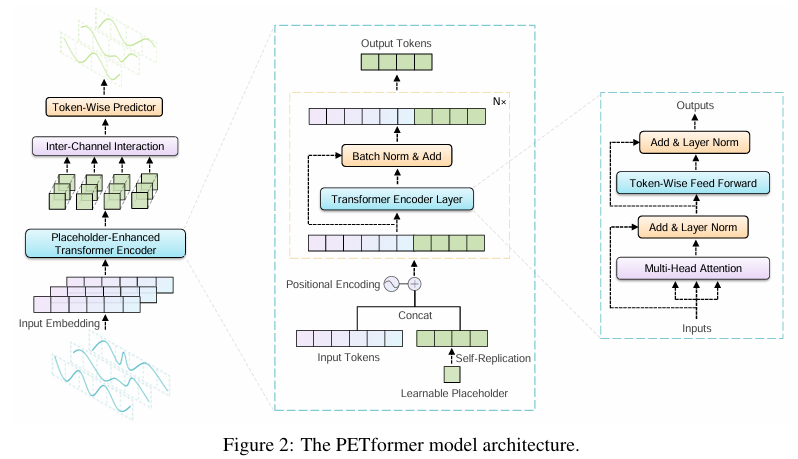 Token-Wise Predictor
Inter-Channel Interaction
Placeholder-Enhanced
Transformer Encoder
Input Embedding
Output Tokens
N×
Batch Norm & Add
Transformer Encoder Layer
Positional Encoding
Concat
Input Tokens
Self-Replication
Learnable Placeholder
Outputs
Add & Layer Norm
Token-Wise Feed Forward
Add & Layer Norm
Multi-Head Attention
Inputs
Figure 2: The PETformer model architecture.